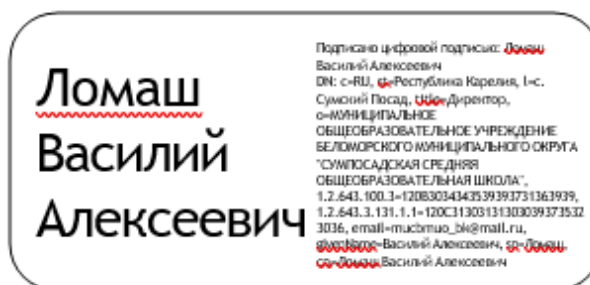 Ломаш
Василий
Алексеевич
Подписано цифровой подписью: Ломаш
Василий Алексеевич
DN: c=RU, st=Республика Карелия, l=с.
Сумский Посад, title=Директор,
o=МУНИЦИПАЛЬНОЕ
ОБЩЕОБРАЗОВАТЕЛЬНОЕ УЧРЕЖДЕНИЕ
БЕЛОМОРСКОГО МУНИЦИПАЛЬНОГО ОКРУГА
"СУМПОСАДСКАЯ СРЕДНЯЯ
ОБЩЕОБРАЗОВАТЕЛЬНАЯ ШКОЛА",
1.2.643.100.3=120B3034343539393731363939,
1.2.643.3.131.1.1=120C31303131303039373532
3036, email=mucbmuo_bk@mail.ru,
givenName=Василий Алексеевич, sn=Ломаш,
cn=Ломаш Василий Алексеевич